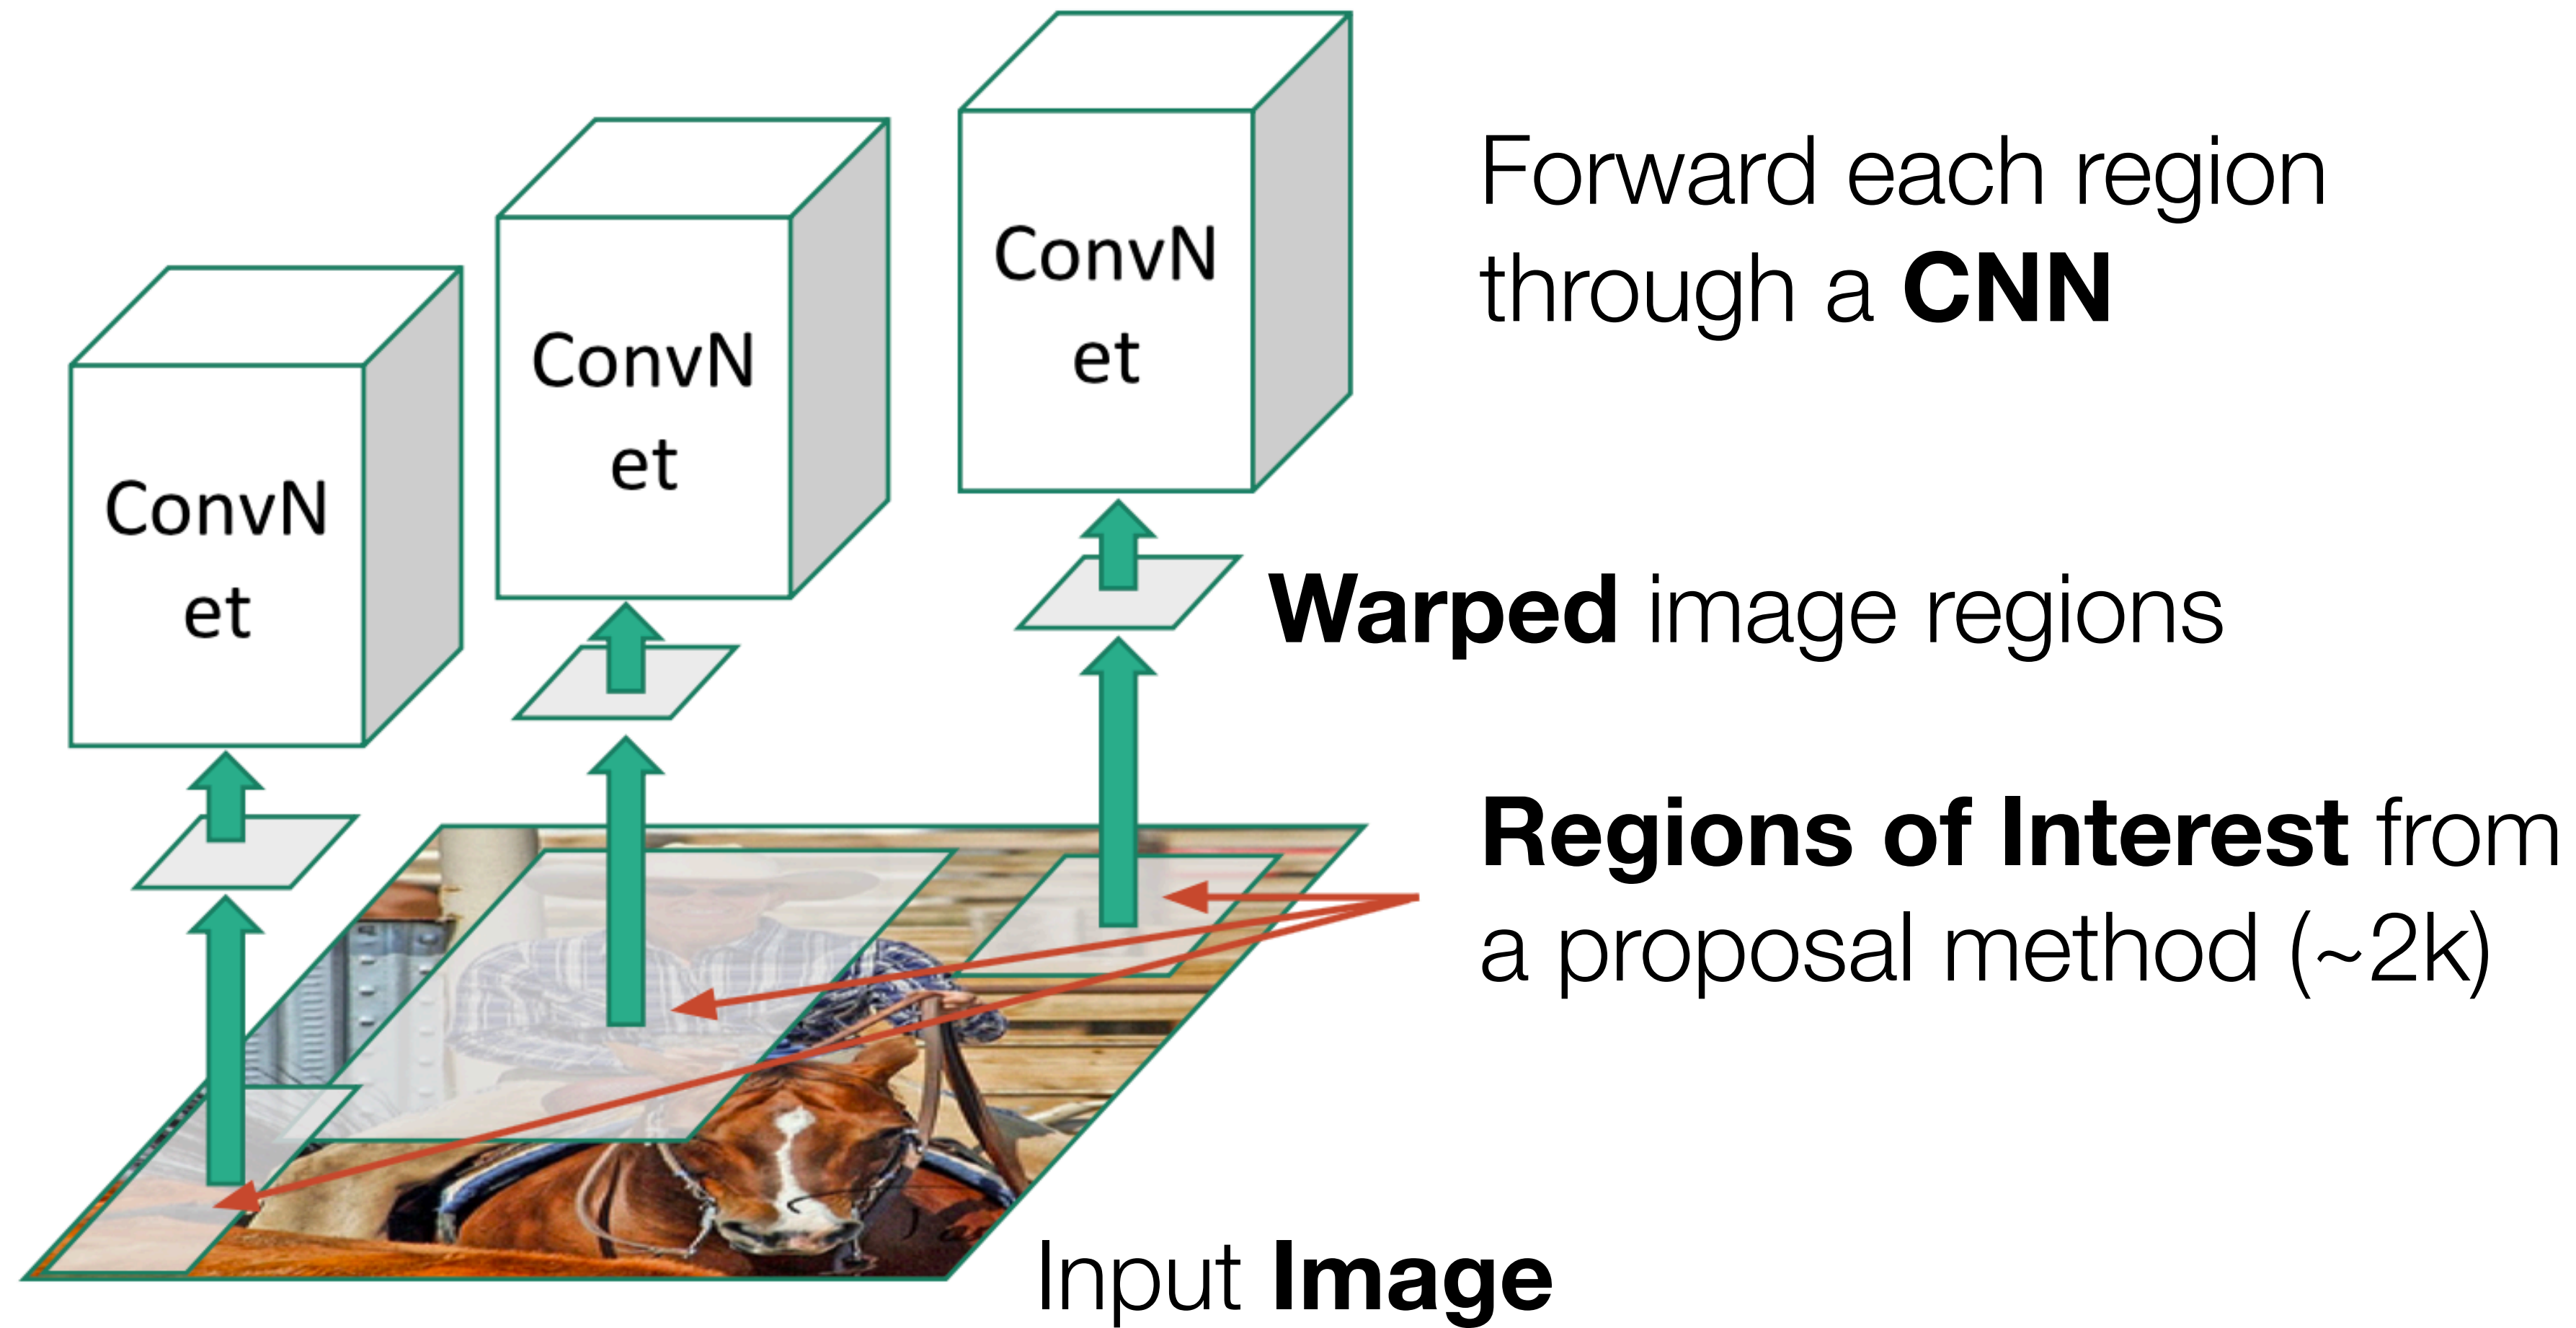 ConvN
et
ConvN
et
ConvN
et
Forward each region
through a CNN
Warped image regions
Regions of Interest from
a proposal method (~2k)
Input Image